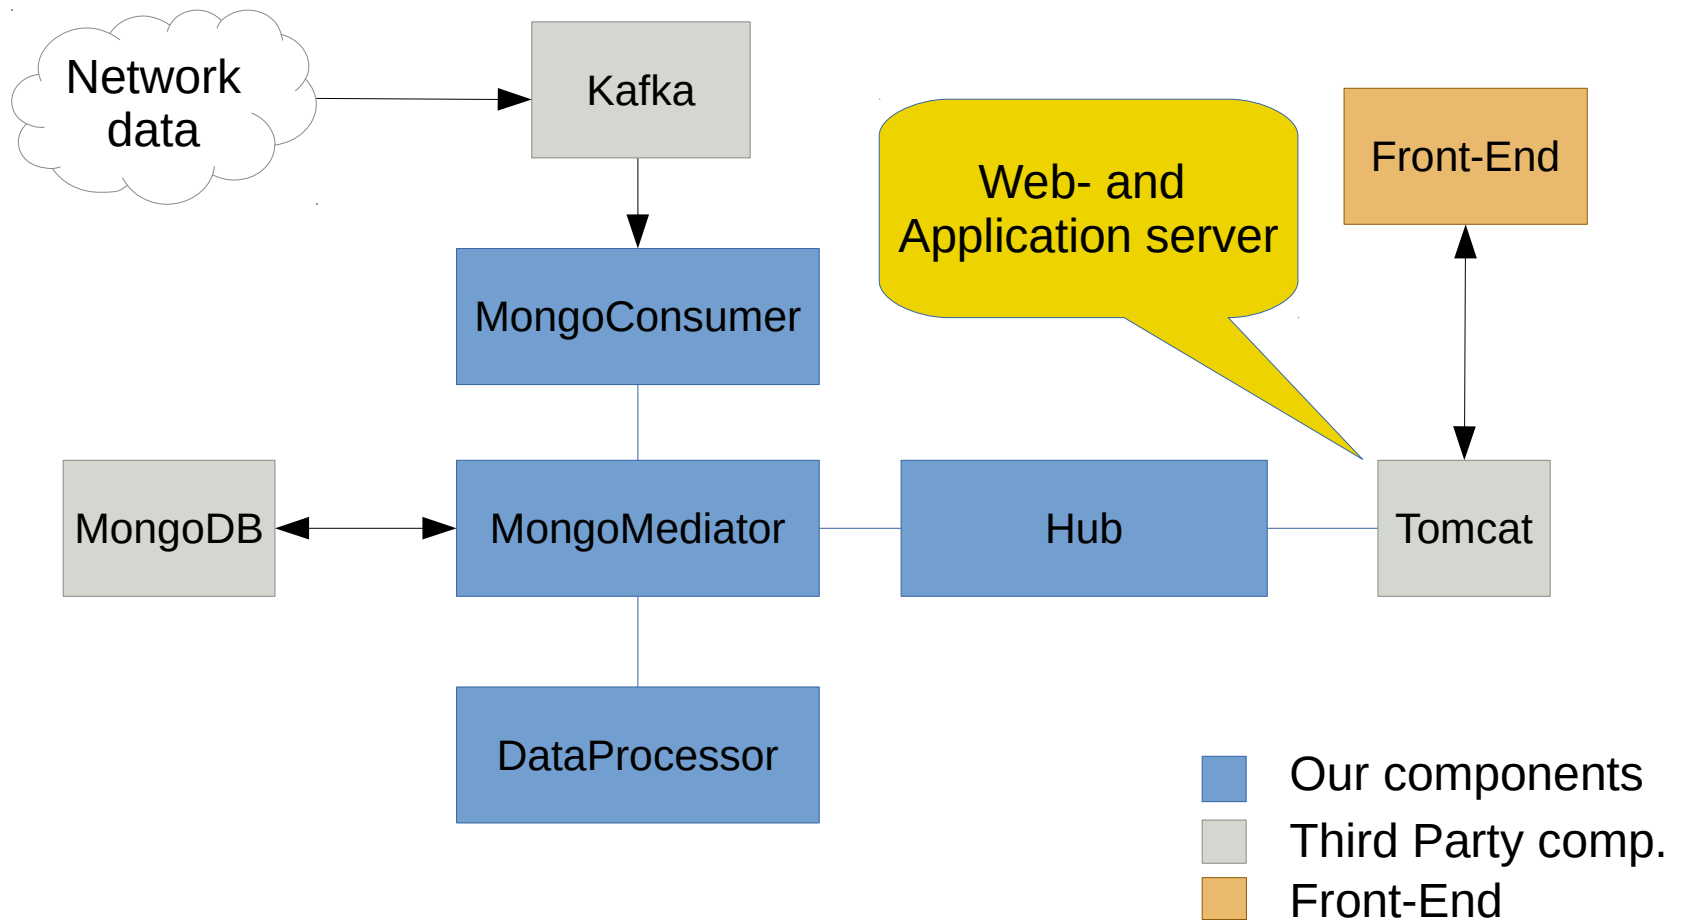 Network
data
Kafka
Web- and
Application server
Front-End
MongoConsumer
MongoDB
MongoMediator
Hub
Tomcat
DataProcessor
Our components
Third Party comp.
Front-End